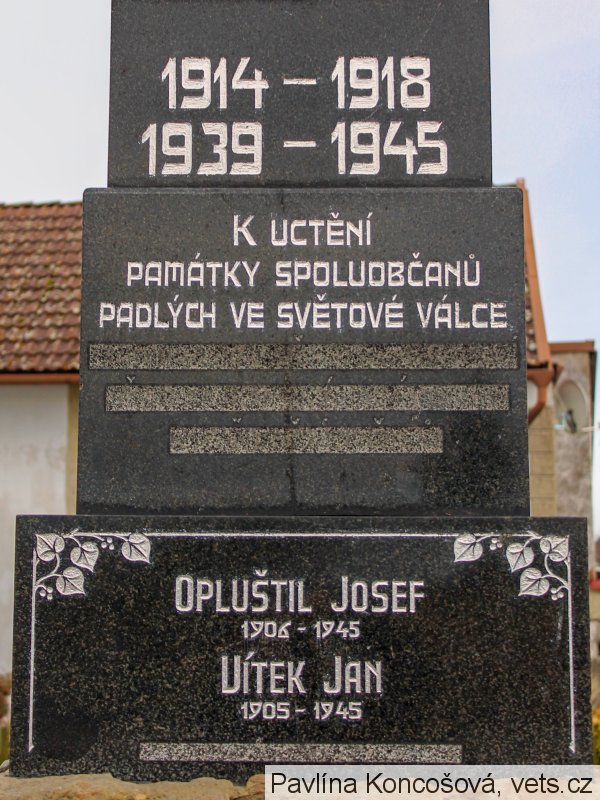 1914 – 1918
1939 – 1945
K UCTĚNÍ
PAMÁTKY SPOLUOBČANŮ
PADLÝCH VE SVĚTOVÉ VÁLCE
OPLUŠTIL JOSEF
1906 - 1945
VÍTEK JAN
1905 - 1945
Pavlína Koncošová, vets.cz